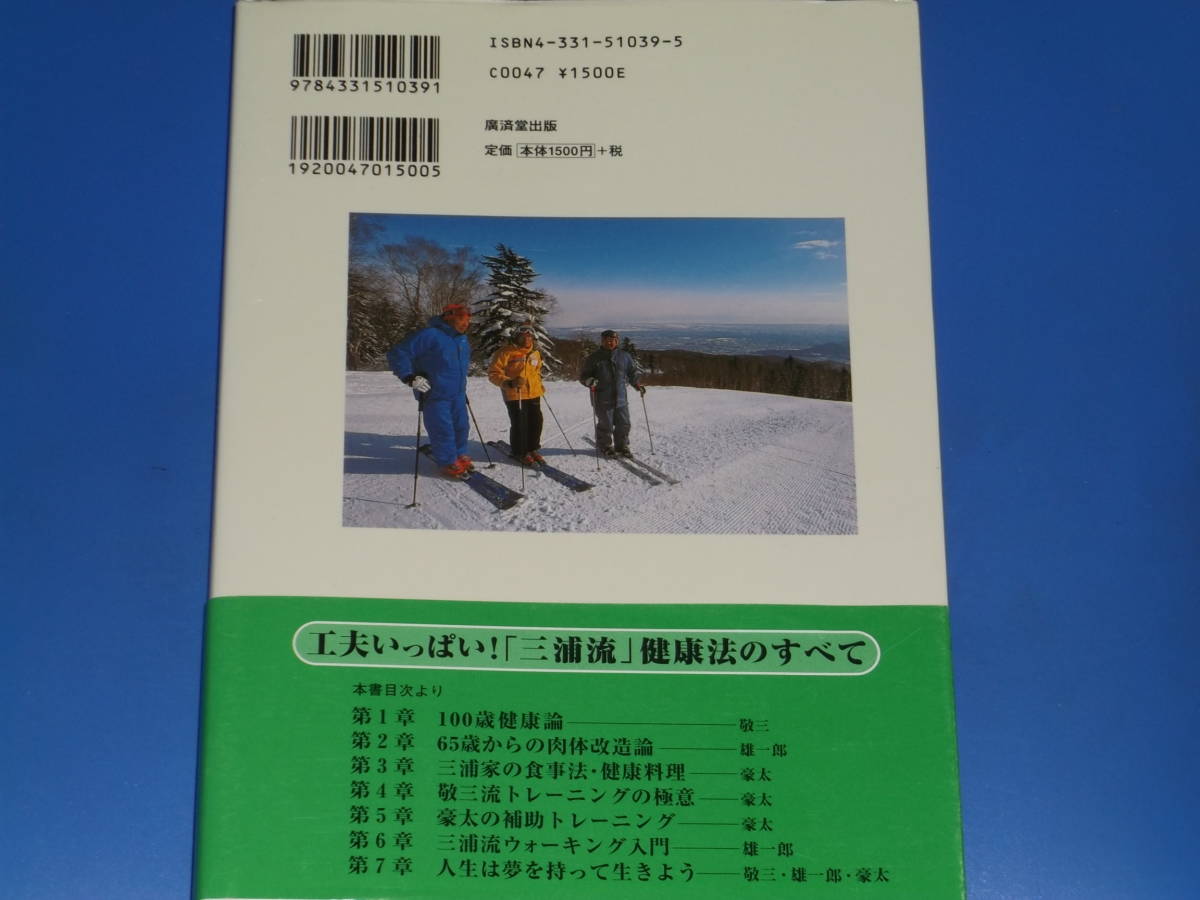 ISBN4-331-51039-5
C0047 ¥1500E
9784331510391
廣済堂出版
定価 本体1500円+税
1920047015005
工夫いっぱい!「三浦流」健康法のすべて
本書目次より
第1章 100歳健康論――敬三
第2章 65歳からの肉体改造論――雄一郎
第3章 三浦家の食事法・健康料理――豪太
第4章 敬三流トレーニングの極意――豪太
第5章 豪太の補助トレーニング――豪太
第6章 三浦流ウォーキング入門――雄一郎
第7章 人生は夢を持って生きよう――敬三・雄一郎・豪太